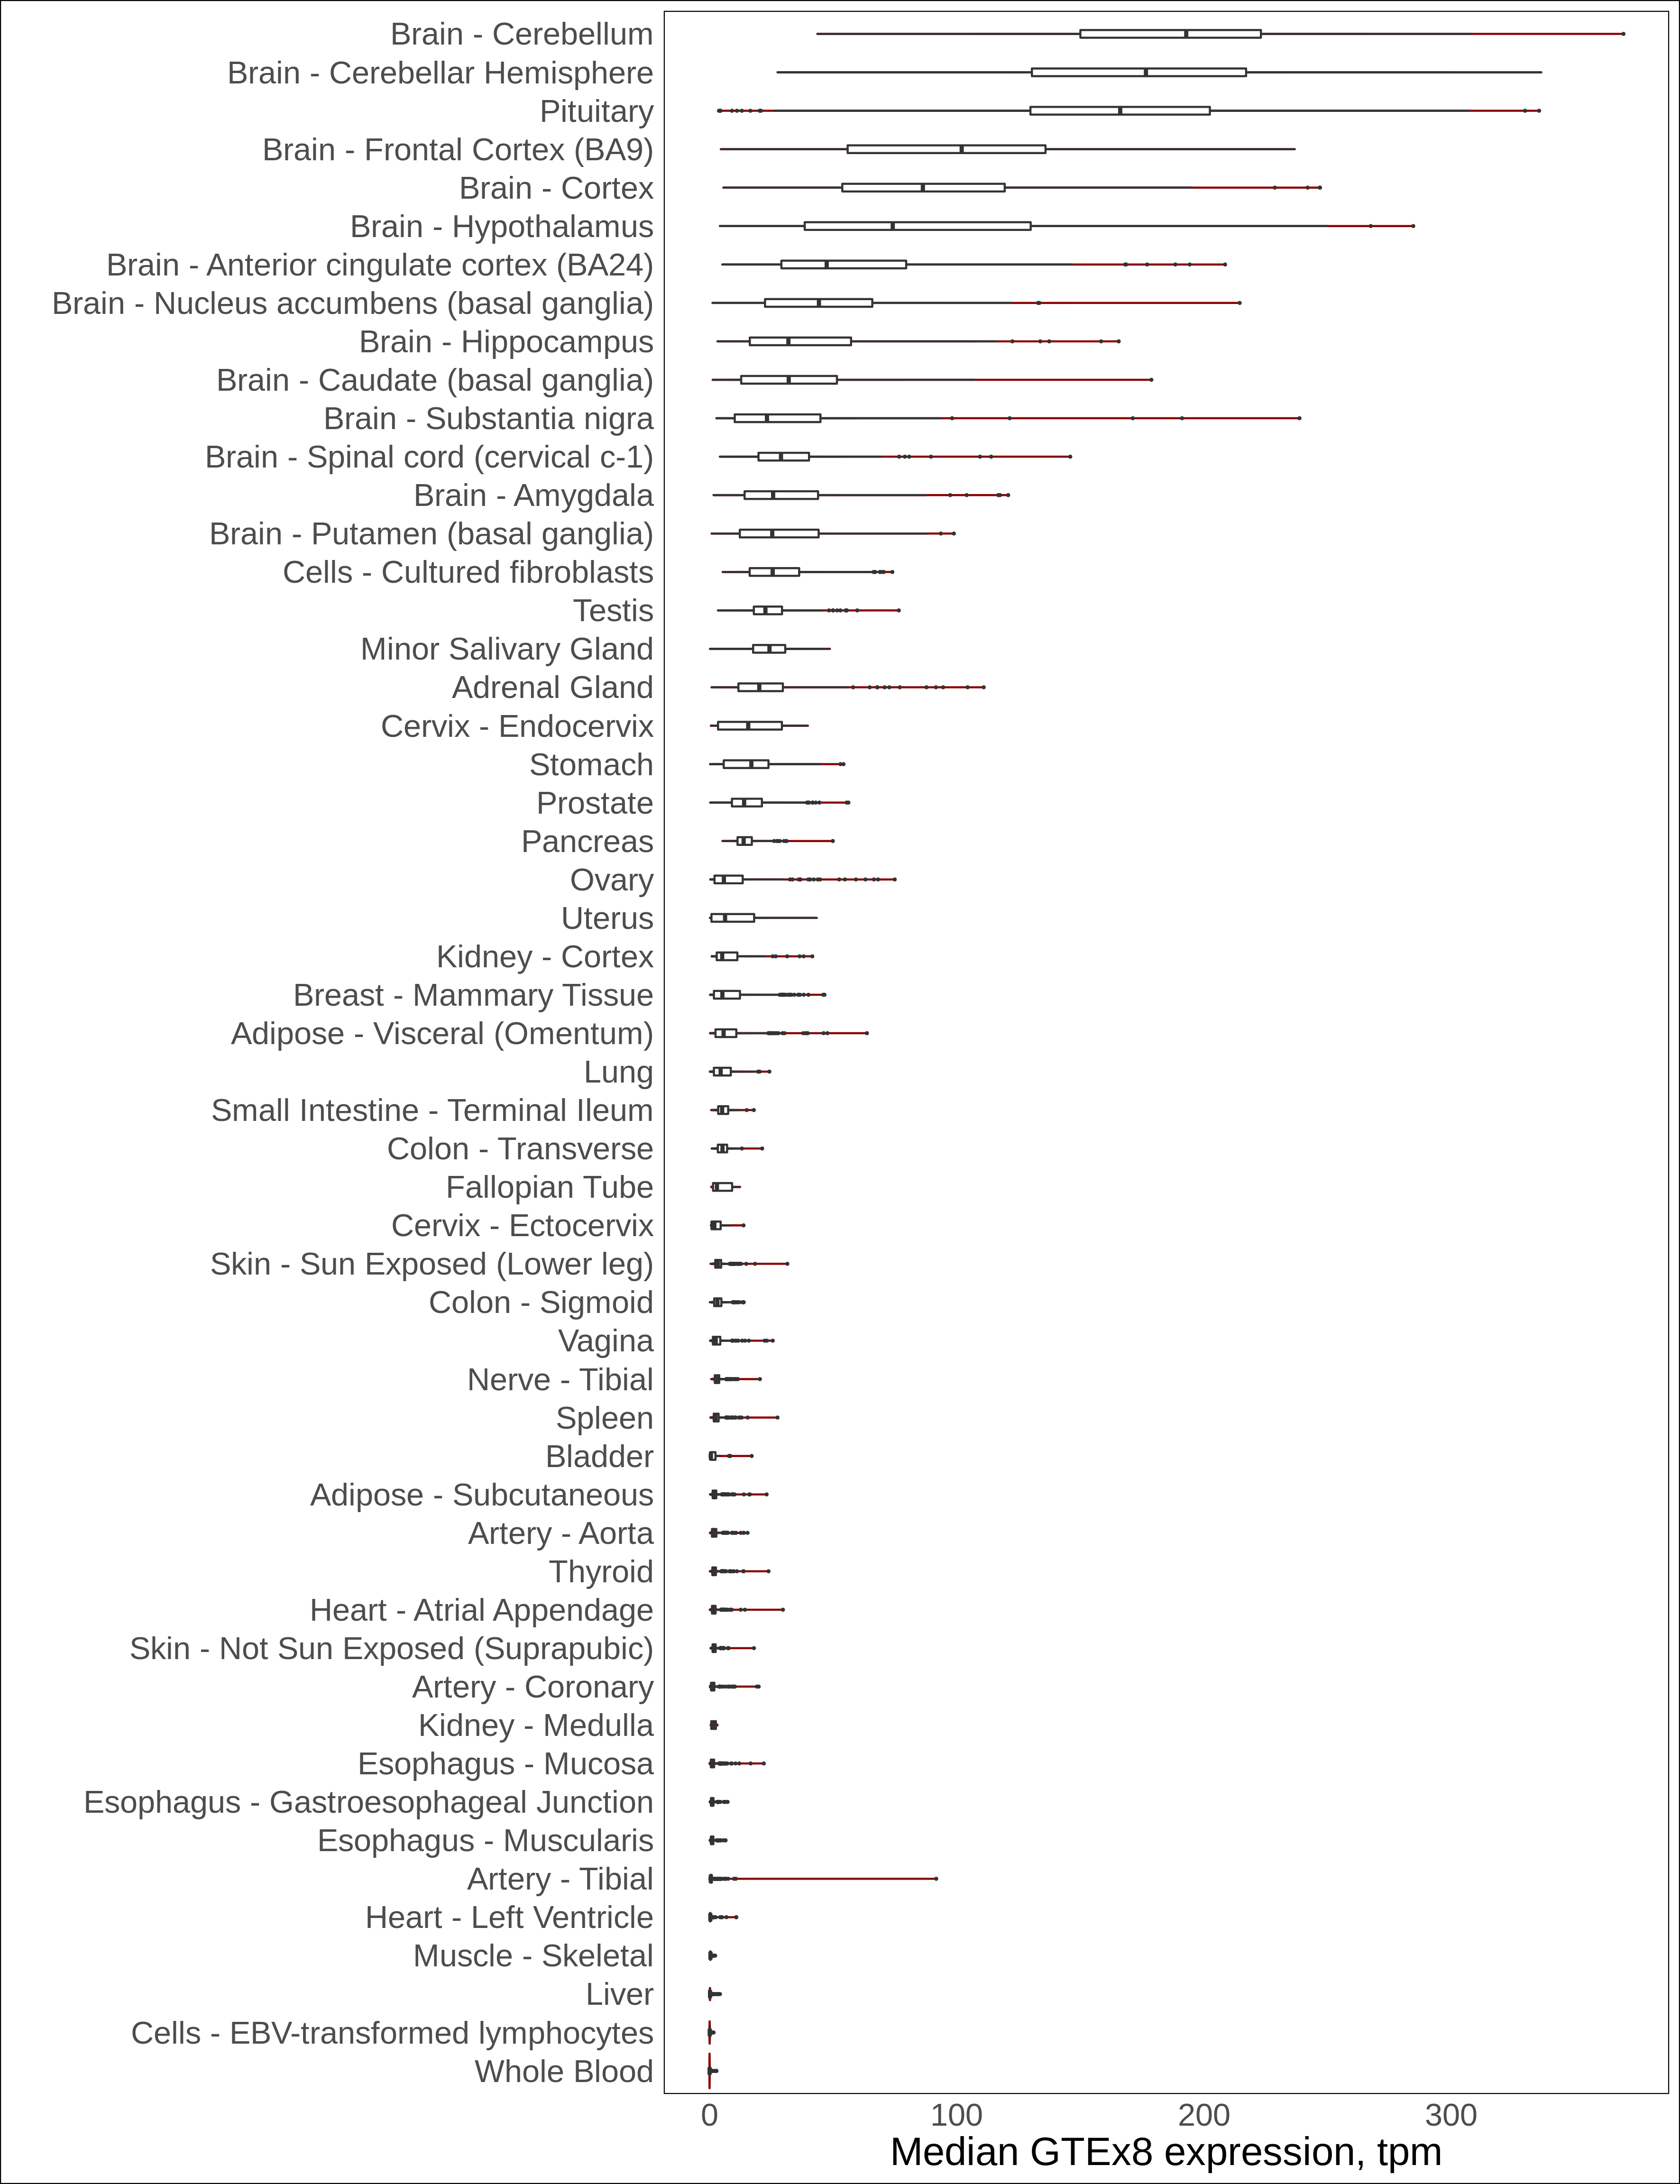 Brain - Cerebellum
Brain - Cerebellar Hemisphere
Pituitary
Brain - Frontal Cortex (BA9)
Brain - Cortex
Brain - Hypothalamus
Brain - Anterior cingulate cortex (BA24)
Brain - Nucleus accumbens (basal ganglia)
Brain - Hippocampus
Brain - Caudate (basal ganglia)
Brain - Substantia nigra
Brain - Spinal cord (cervical c-1)
Brain - Amygdala
Brain - Putamen (basal ganglia)
Cells - Cultured fibroblasts
Testis
Minor Salivary Gland
Adrenal Gland
Cervix - Endocervix
Stomach
Prostate
Pancreas
Ovary
Uterus
Kidney - Cortex
Breast - Mammary Tissue
Adipose - Visceral (Omentum)
Lung
Small Intestine - Terminal Ileum
Colon - Transverse
Fallopian Tube
Cervix - Ectocervix
Skin - Sun Exposed (Lower leg)
Colon - Sigmoid
Vagina
Nerve - Tibial
Spleen
Bladder
Adipose - Subcutaneous
Artery - Aorta
Thyroid
Heart - Atrial Appendage
Skin - Not Sun Exposed (Suprapubic)
Artery - Coronary
Kidney - Medulla
Esophagus - Mucosa
Esophagus - Gastroesophageal Junction
Esophagus - Muscularis
Artery - Tibial
Heart - Left Ventricle
Muscle - Skeletal
Liver
Cells - EBV-transformed lymphocytes
Whole Blood
0 100 200 300
Median GTEx8 expression, tpm